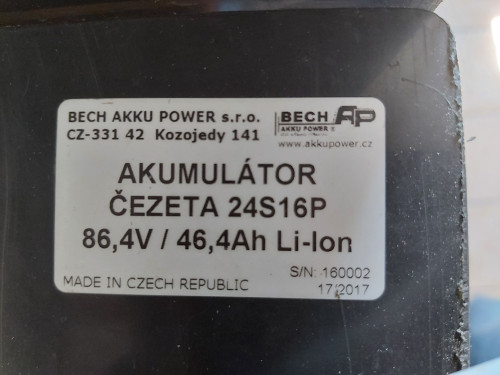 BECH AKKU POWER s.r.o.
CZ-331 42 Kozojedy 141
BECH AP
AKKU POWER
www.akkupower.cz
AKUMULÁTOR
ČEZETA 24S16P
86,4V / 46,4Ah Li-Ion
S/N: 160002
MADE IN CZECH REPUBLIC
17/2017